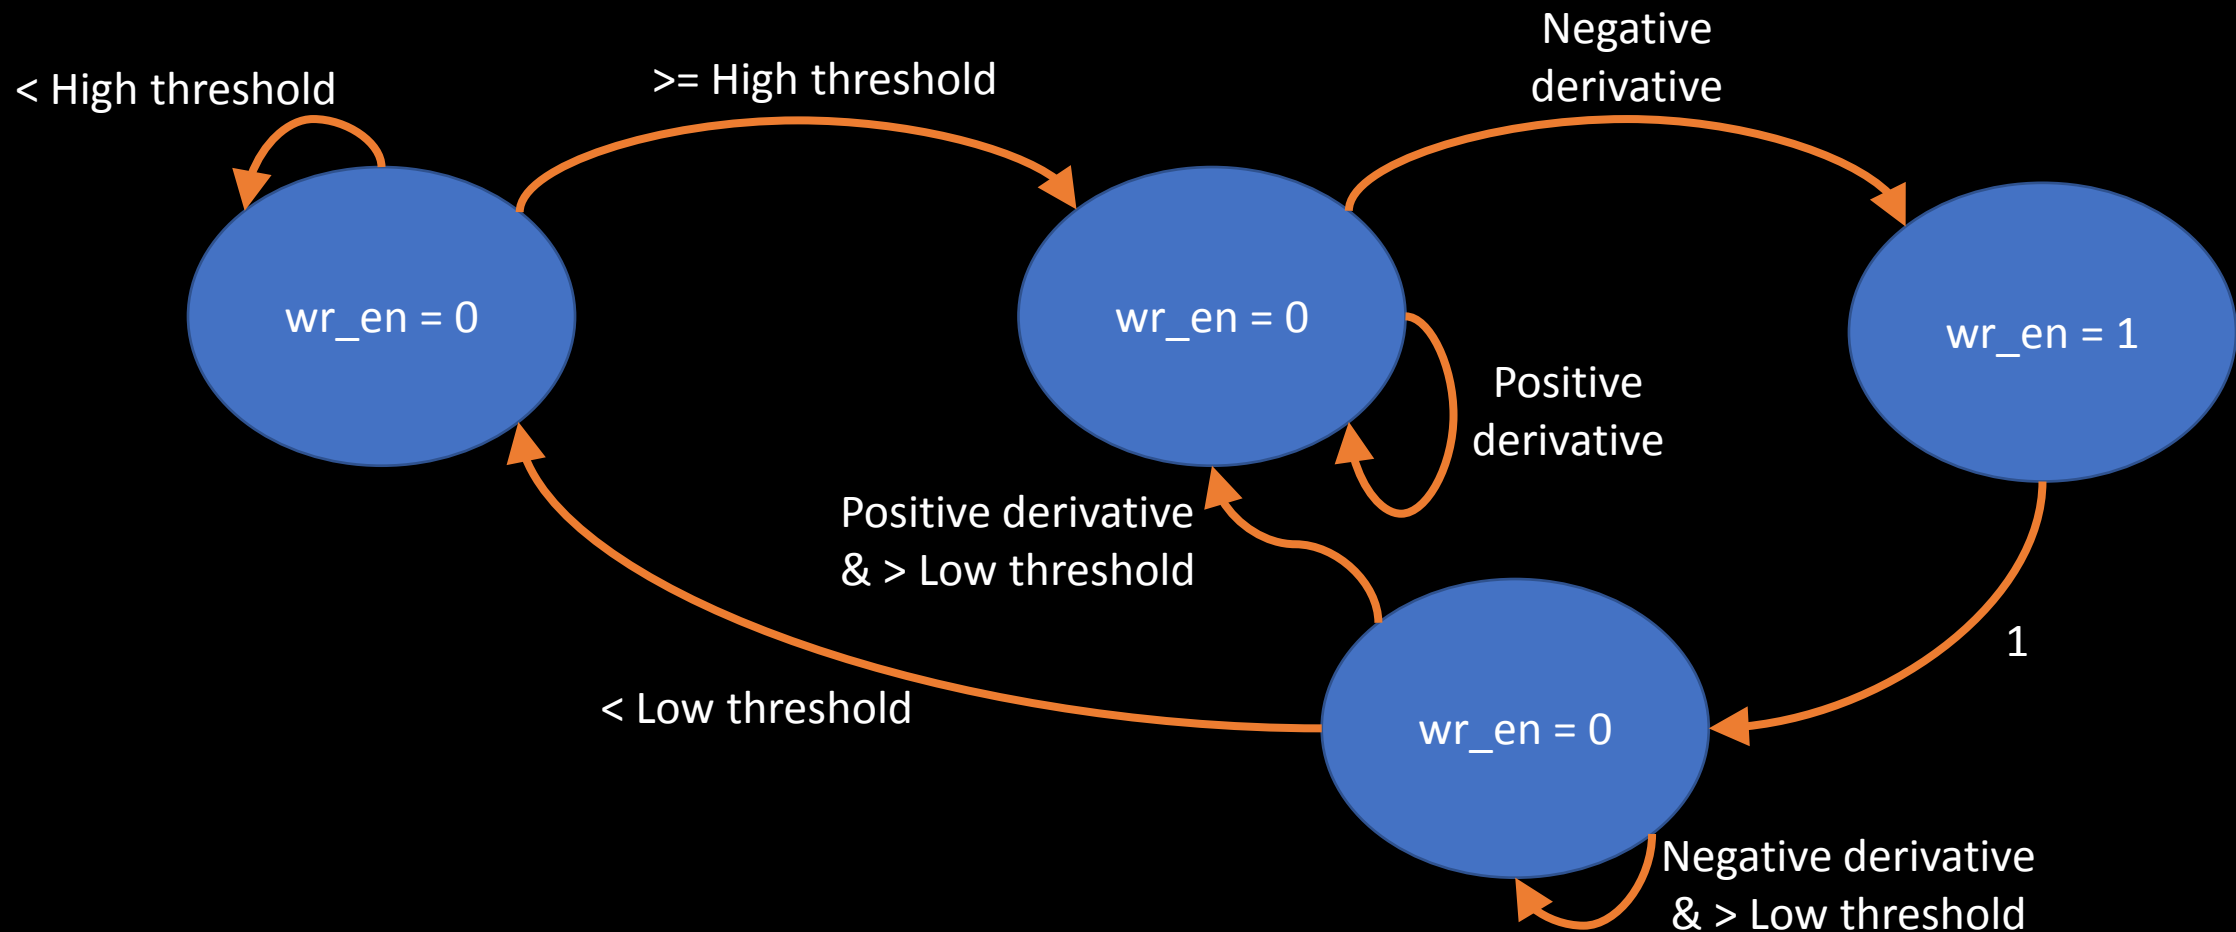 Negative
derivative
< High threshold
>= High threshold
wr_en = 0
wr_en = 0
wr_en = 1
Positive
derivative
Positive derivative
& > Low threshold
1
< Low threshold
wr_en = 0
Negative derivative
& > Low threshold